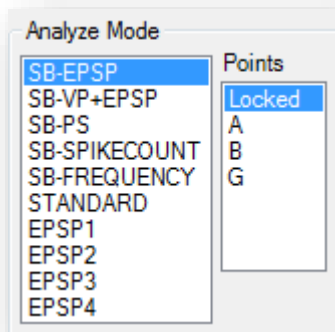 Analyze Mode
SB-EPSP
SB-VP+EPSP
SB-PS
SB-SPIKECOUNT
SB-FREQUENCY
STANDARD
EPSP1
EPSP2
EPSP3
EPSP4
Points
Locked
A
B
G